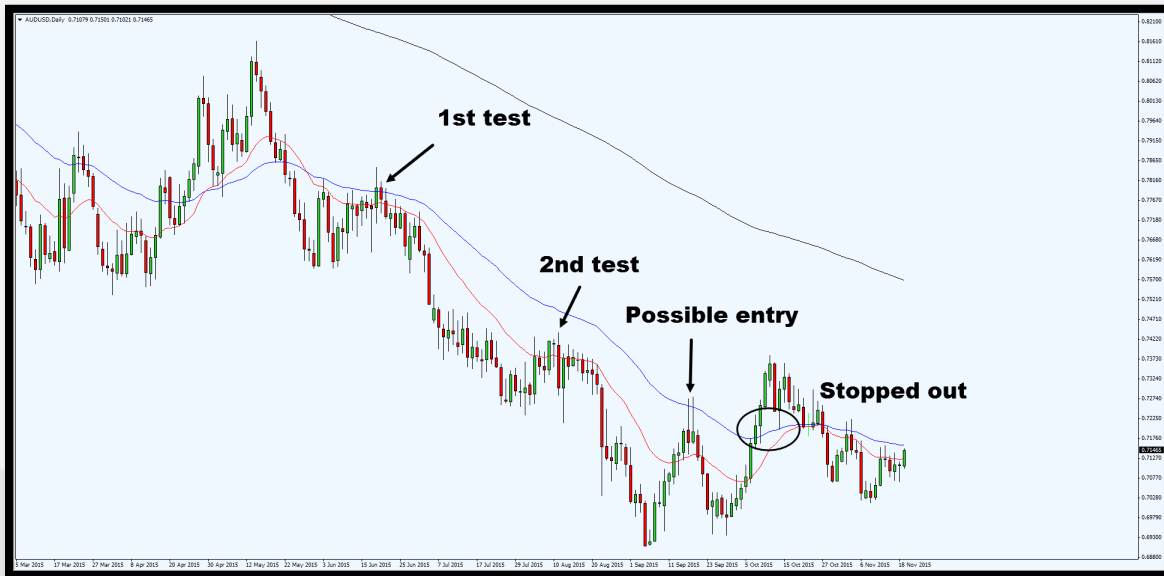 AUDUSD,Daily 0.71079 0.71501 0.71021 0.71465
0.82100
0.81610
0.81120
0.80620
0.80130
0.79640
0.79150
0.78650
0.78160
0.77670
0.77180
0.76680
0.76190
0.75700
0.75210
0.74710
0.74220
0.73730
0.73240
0.72740
0.72250
0.71760
0.71465
0.71270
0.70770
0.70280
0.69790
0.69300
0.68800
1st test
2nd test
Possible entry
Stopped out
5 Mar 2015
17 Mar 2015
27 Mar 2015
8 Apr 2015
20 Apr 2015
30 Apr 2015
12 May 2015
22 May 2015
3 Jun 2015
15 Jun 2015
25 Jun 2015
7 Jul 2015
17 Jul 2015
29 Jul 2015
10 Aug 2015
20 Aug 2015
1 Sep 2015
11 Sep 2015
23 Sep 2015
5 Oct 2015
15 Oct 2015
27 Oct 2015
6 Nov 2015
18 Nov 2015